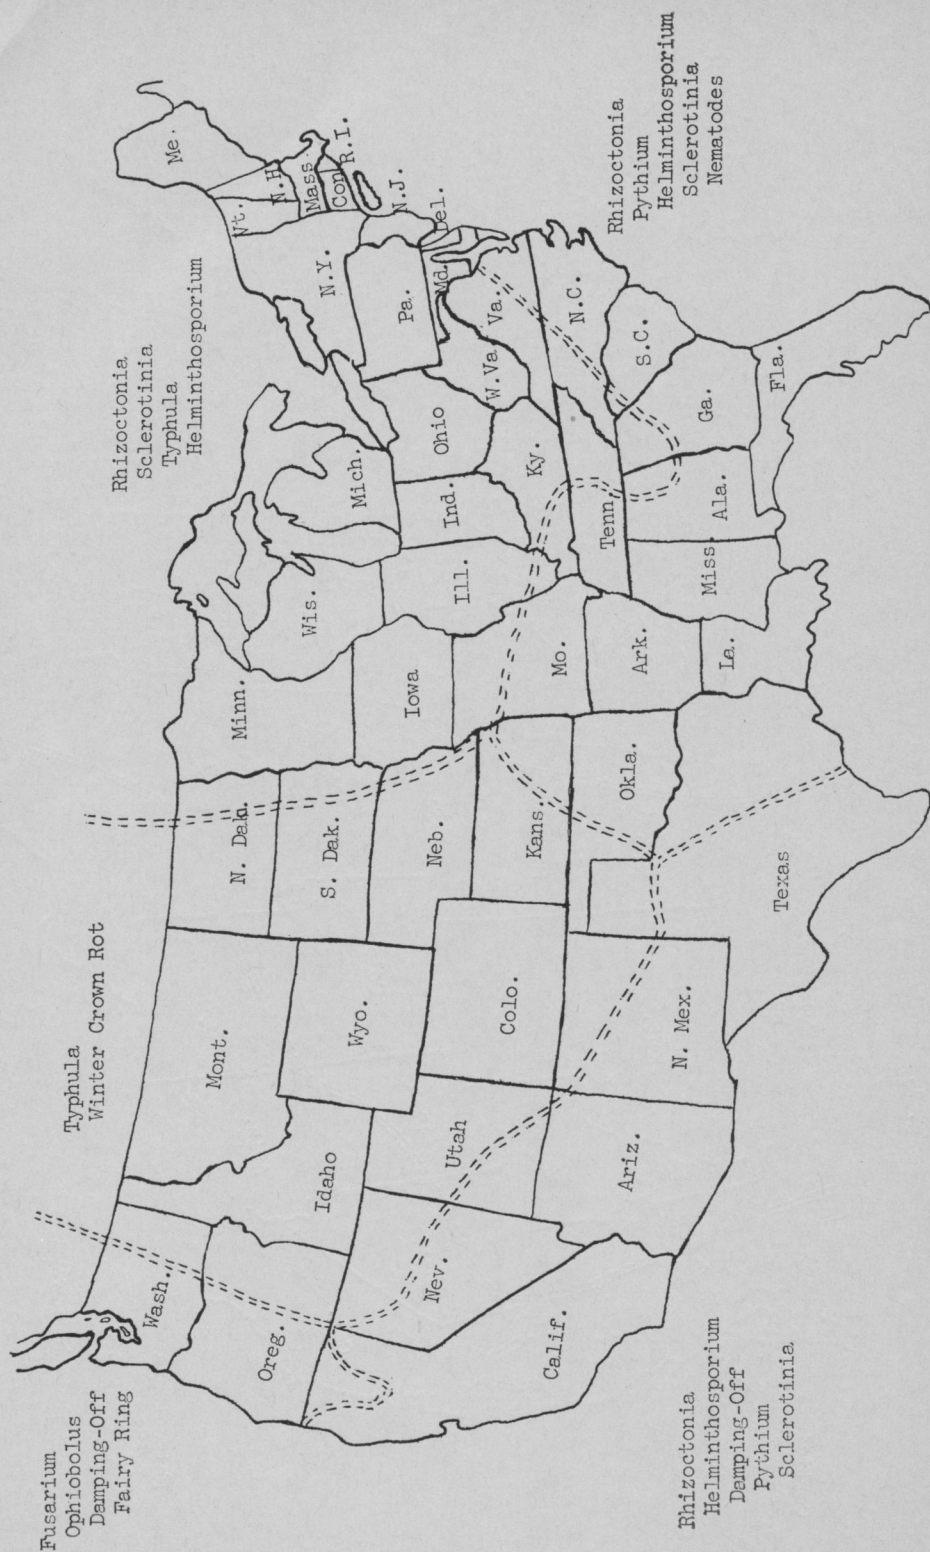 Fusarium
Ophiobolus
Damping-Off
Fairy Ring
Typhula
Winter Crown Rot
Rhizoctonia
Sclerotinia
Typhula
Helminthosporium
Wash.
Oreg.
Idaho
Mont.
Wyo.
N. Dak.
S. Dak.
Neb.
Minn.
Iowa
Wis.
Mich.
Ill.
Ind.
Ohio
Pa.
N.Y.
Vt.
N.H.
Me.
Mass.
Con.
R.I.
N.J.
Del.
Md.
Calif.
Nev.
Utah
Colo.
Kans.
Mo.
Ky.
W.Va.
Va.
Ariz.
N. Mex.
Okla.
Ark.
Tenn.
N.C.
S.C.
Texas
La.
Miss.
Ala.
Ga.
Fla.
Rhizoctonia
Helminthosporium
Damping-Off
Pythium
Sclerotinia
Rhizoctonia
Pythium
Helminthosporium
Sclerotinia
Nematodes